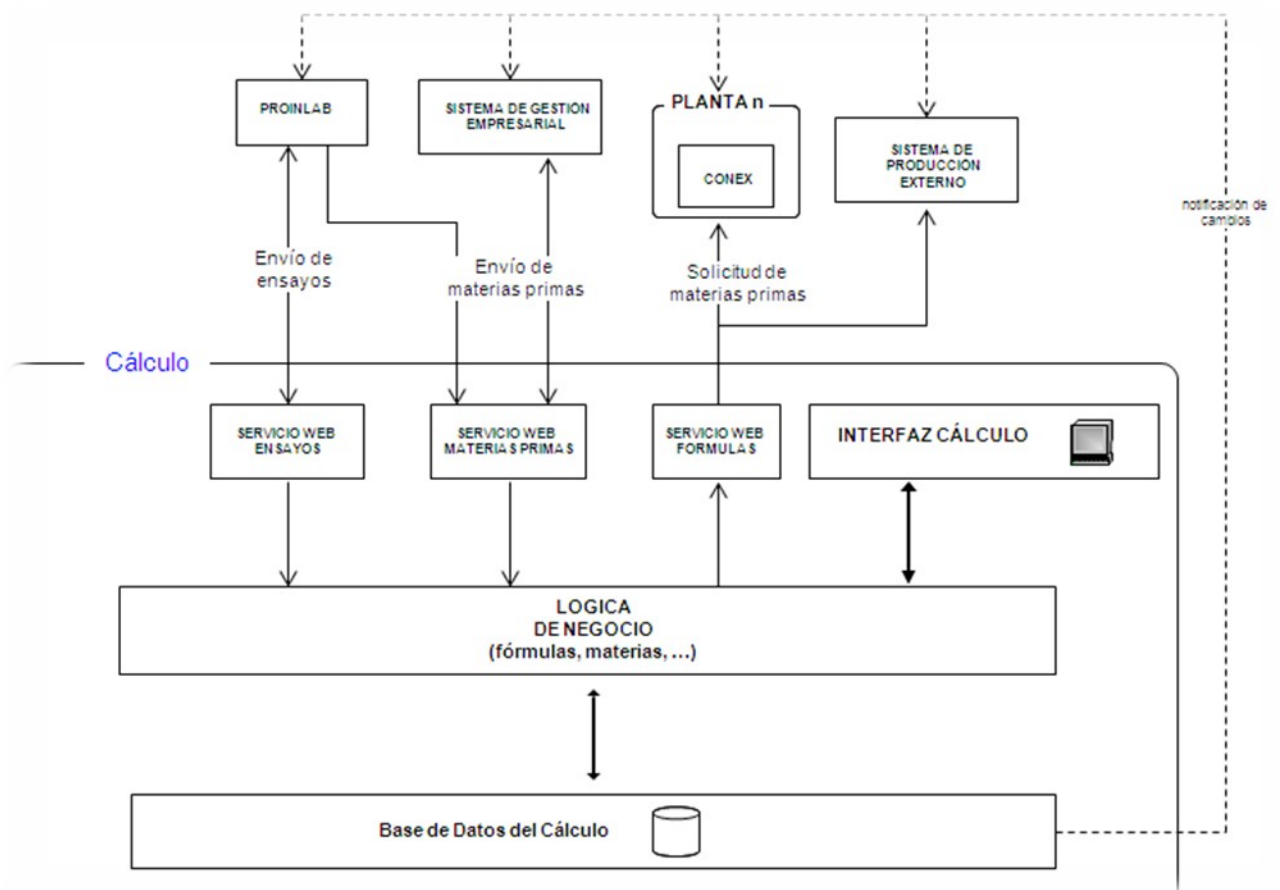 PROINLAB
SISTEMA DE GESTIÓN
EMPRESARIAL
PLANTA n
CONEX
SISTEMA DE
PRODUCCIÓN
EXTERNO
notificación de
cambios
Envío de
ensayos
Envío de
materias primas
Solicitud de
materias primas
Cálculo
SERVICIO WEB
ENSAYOS
SERVICIO WEB
MATERIAS PRIMAS
SERVICIO WEB
FORMULAS
INTERFAZ CÁLCULO
LOGICA
DE NEGOCIO
(fórmulas, materias, ...)
Base de Datos del Cálculo